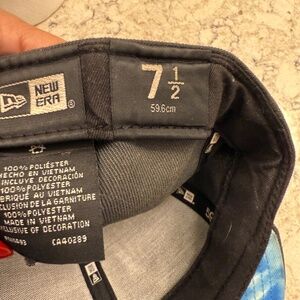 NEW
ERA
®
7 1/2
59.6cm
100% POLIÉSTER
HECHO EN VIETNAM
INCLUYE DECORACIÓN
100% POLYESTER
FABRIQUÉ AU VIETNAM
EXCLUSION DE LA GARNITURE
100% POLYESTER
MADE IN VIETNAM
EXCLUSIVE OF DECORATION
CA40289